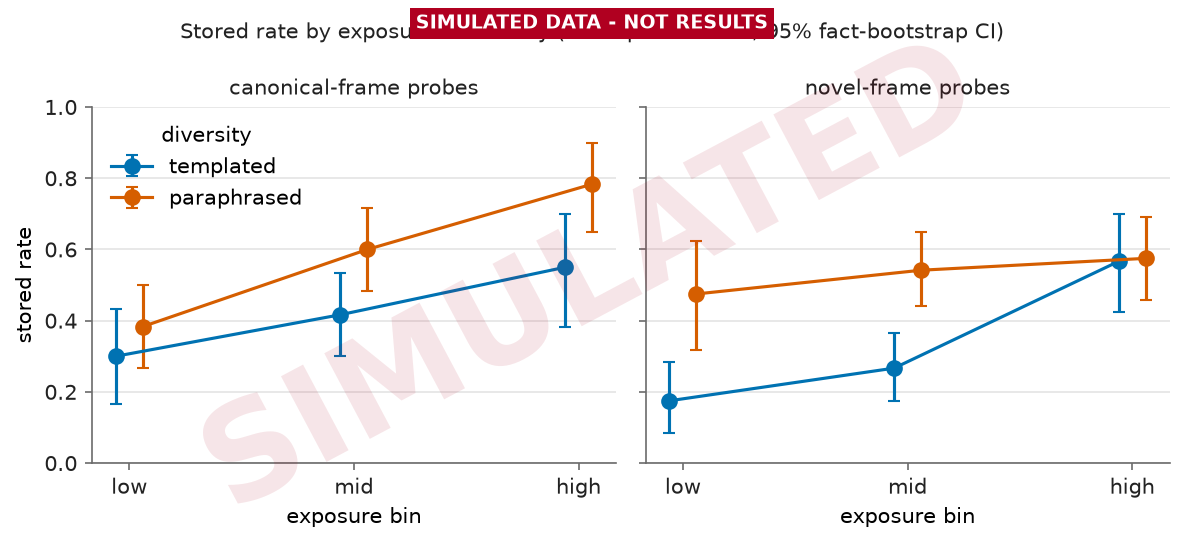 SIMULATED DATA - NOT RESULTS
Stored rate by 95% fact-bootstrap CI)
canonical-frame probes
novel-frame probes
1.0
0.8
0.6
0.4
0.2
0.0
stored rate
diversity
templated
paraphrased
SIMULATED
low mid high
low mid high
exposure bin
exposure bin